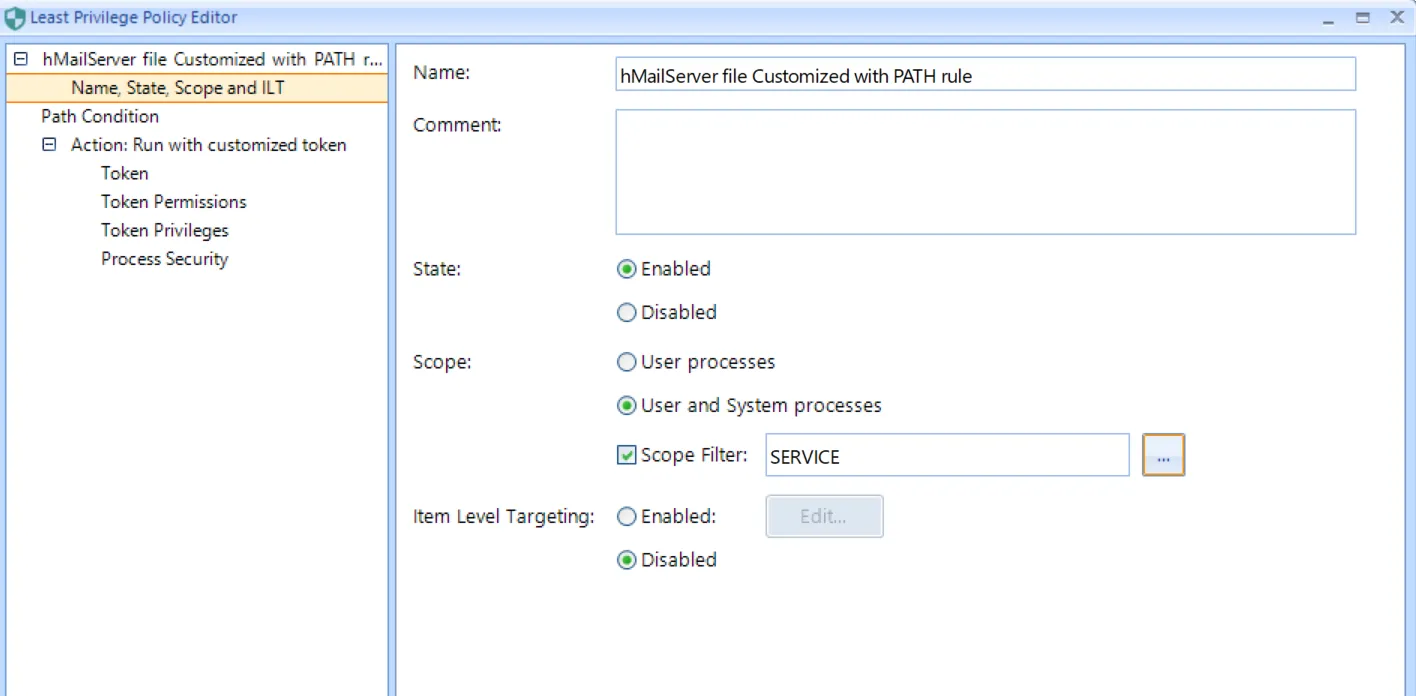 Least Privilege Policy Editor
hMailServer file Customized with PATH r...
Name, State, Scope and ILT
Path Condition
Action: Run with customized token
Token
Token Permissions
Token Privileges
Process Security
Name: hMailServer file Customized with PATH rule
Comment:
State: Enabled
Disabled
Scope: User processes
User and System processes
Scope Filter: SERVICE ...
Item Level Targeting: Enabled: Edit...
Disabled